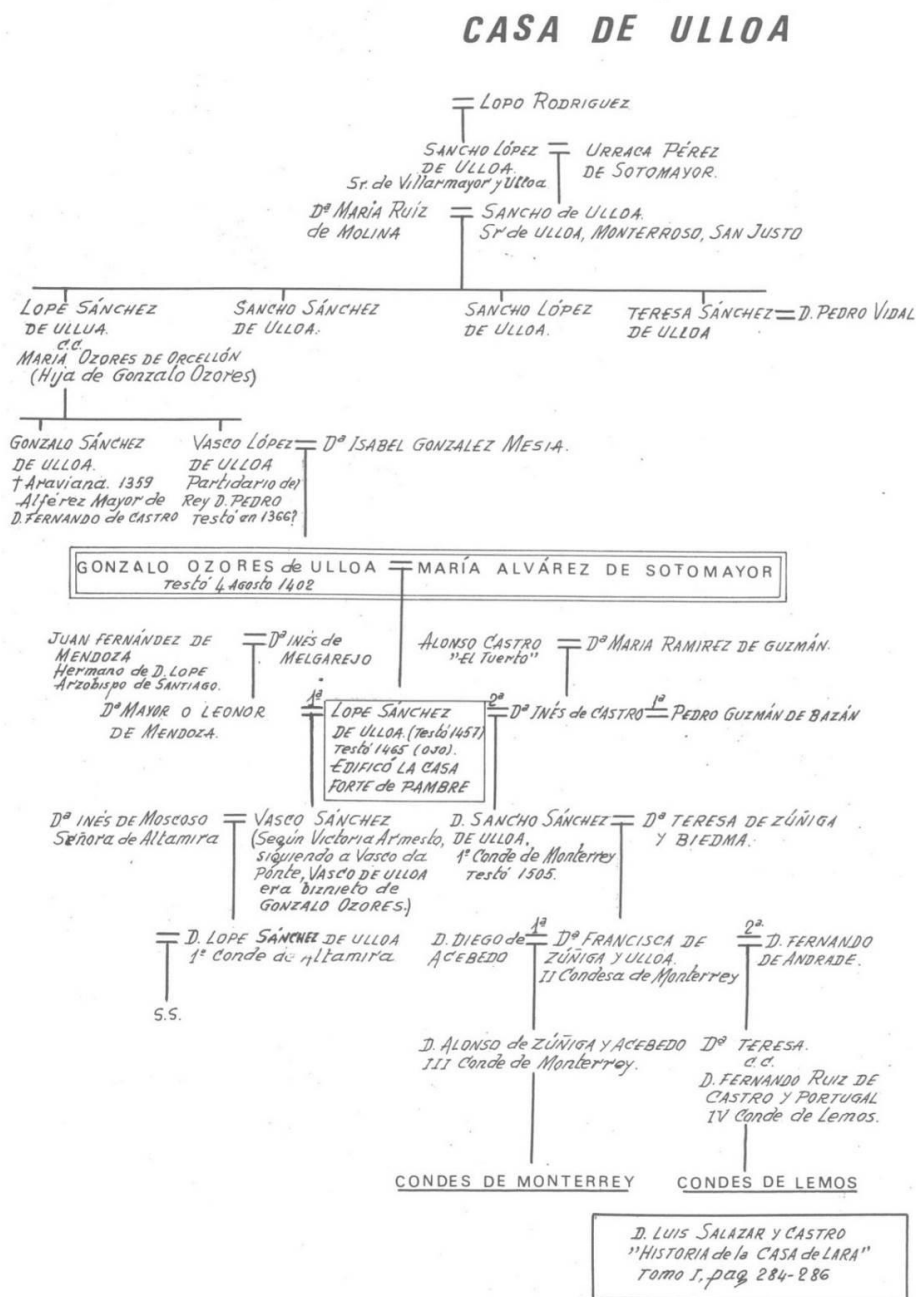 CASA DE ULLOA
= LOPO RODRIGUEZ
SANCHO LÓPEZ = URRACA PÉREZ
DE ULLOA. DE SOTOMAYOR.
Sr. de Villarmayor y Ulloa
Dª MARÍA RUÍZ = SANCHO de ULLOA.
de MOLINA Sr de ULLOA, MONTERROSO, SAN JUSTO
LOPE SÁNCHEZ
DE ULLUA.
C.C.
MARÍA OZORES DE ORCELLÓN
(Hija de Gonzalo Ozores)
SANCHO SÁNCHEZ
DE ULLOA.
SANCHO LÓPEZ
DE ULLOA.
TERESA SÁNCHEZ = D. PEDRO VIDAL
DE ULLOA
GONZALO SÁNCHEZ
DE ULLOA.
† Araviana. 1359
Alférez Mayor de
D. FERNANDO de CASTRO
VASCO LÓPEZ = Dª ISABEL GONZALEZ MESIA.
DE ULLOA
Partidario del
Rey D. PEDRO
Testó en 1366?
GONZALO OZORES de ULLOA = MARÍA ALVÁREZ DE SOTOMAYOR
Testó 4 Agosto 1402
JUAN FERNÁNDEZ DE
MENDOZA
Hermano de D. LOPE
Arzobispo de SANTIAGO.
= Dª INÉS de
MELGAREJO
ALONSO CASTRO = Dª MARIA RAMIREZ DE GUZMÁN.
"El Tuerto"
Dª MAYOR O LEONOR
DE MENDOZA.
1ª
LOPE SÁNCHEZ
DE ULLOA. (Testó 1457)
Testó 1465 (OJO).
EDIFICÓ LA CASA
FORTE de PAMBRE
2ª
Dª INÉS de CASTRO 1ª = PEDRO GUZMÁN DE BAZÁN
Dª INÉS DE MOSCOSO
Señora de Altamira
= VASCO SÁNCHEZ
(Según Victoria Armesto,
siguiendo a Vasco da
Pónte, VASCO DE ULLOA
era biznieto de
GONZALO OZORES.)
D. SANCHO SÁNCHEZ = Dª TERESA DE ZÚÑIGA
DE ULLOA, Y BIEDMA.
1º Conde de Monterrey
Testó 1505.
= D. LOPE SÁNCHEZ DE ULLOA
1º Conde de Altamira
S.S.
D. DIEGO de
ACEBEDO
1ª
= Dª FRANCISCA DE
ZÚÑIGA Y ULLOA.
II Condesa de Monterrey
2ª.
= D. FERNANDO
DE ANDRADE.
D. ALONSO de ZÚÑIGA Y ACEBEDO
III Conde de Monterrey.
Dª TERESA.
C.C.
D. FERNANDO RUIZ DE
CASTRO Y PORTUGAL
IV Conde de Lemos.
CONDES DE MONTERREY
CONDES DE LEMOS
D. LUIS SALAZAR Y CASTRO
"HISTORIA de la CASA de LARA"
Tomo I, pag 284-286